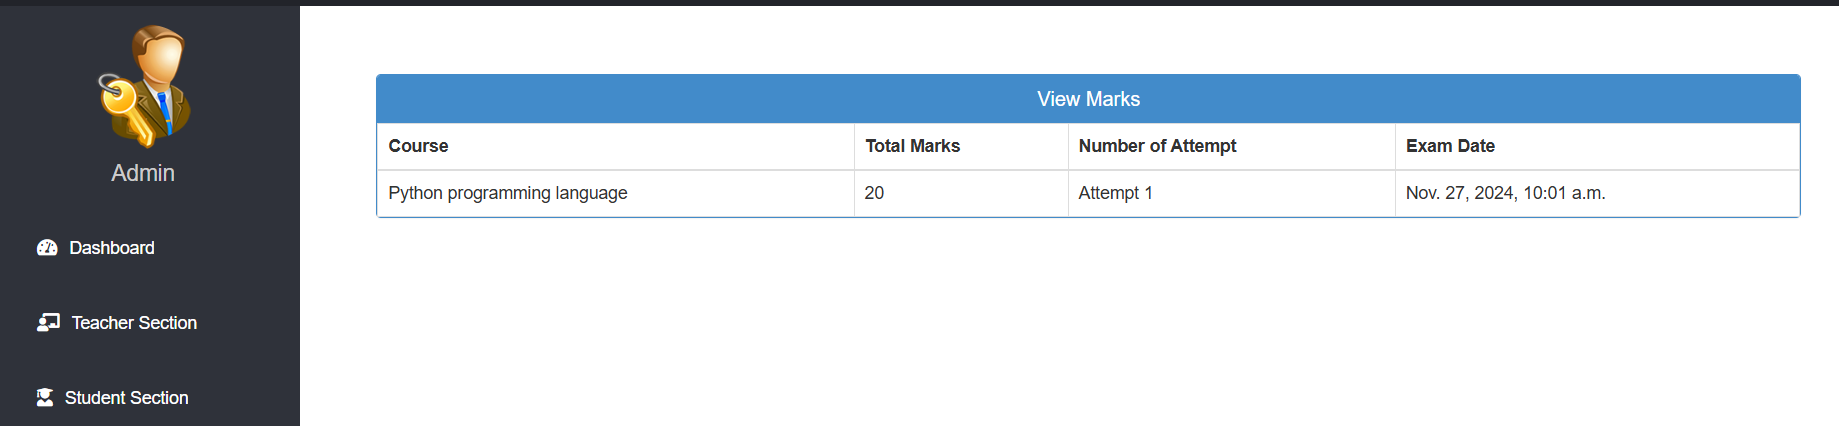 Admin
Dashboard
Teacher Section
Student Section
View Marks
Course Total Marks Number of Attempt Exam Date
Python programming language 20 Attempt 1 Nov. 27, 2024, 10:01 a.m.